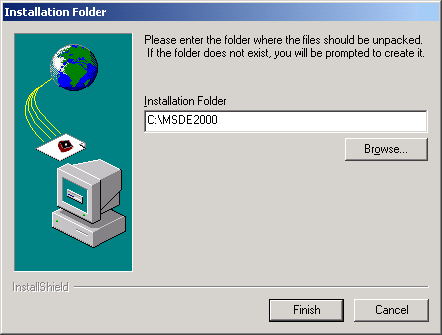 Installation Folder
Please enter the folder where the files should be unpacked.
If the folder does not exist, you will be prompted to create it.
Installation Folder
C:\MSDE2000
Browse...
InstallShield
Finish
Cancel